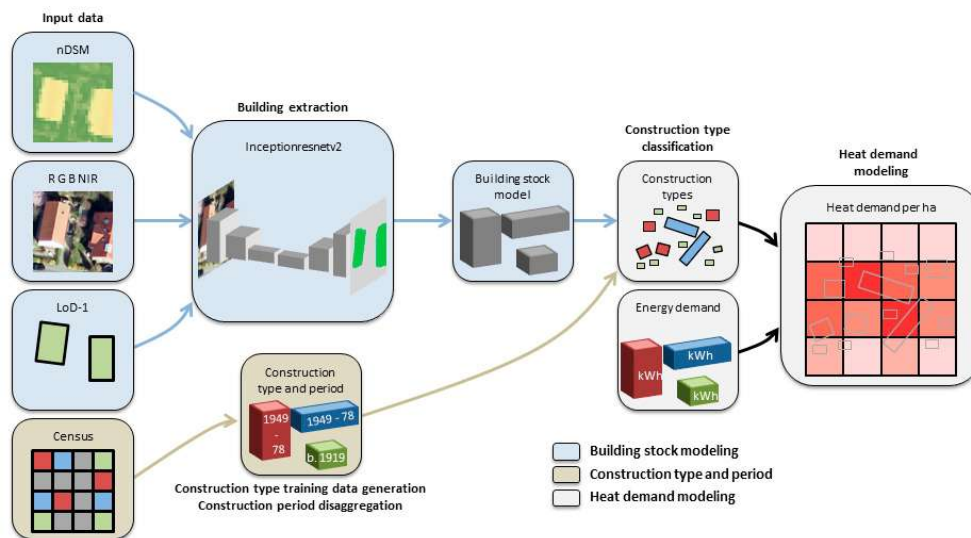 Input data
nDSM
R G B NIR
LoD-1
Census
Building extraction
Inceptionresnetv2
Construction
type and period
1949
-
78
1949 - 78
b. 1919
Construction type training data generation
Construction period disaggregation
Building stock
model
Construction type
classification
Construction
types
Energy demand
kWh
kWh
kWh
Heat demand
modeling
Heat demand per ha
Building stock modeling
Construction type and period
Heat demand modeling